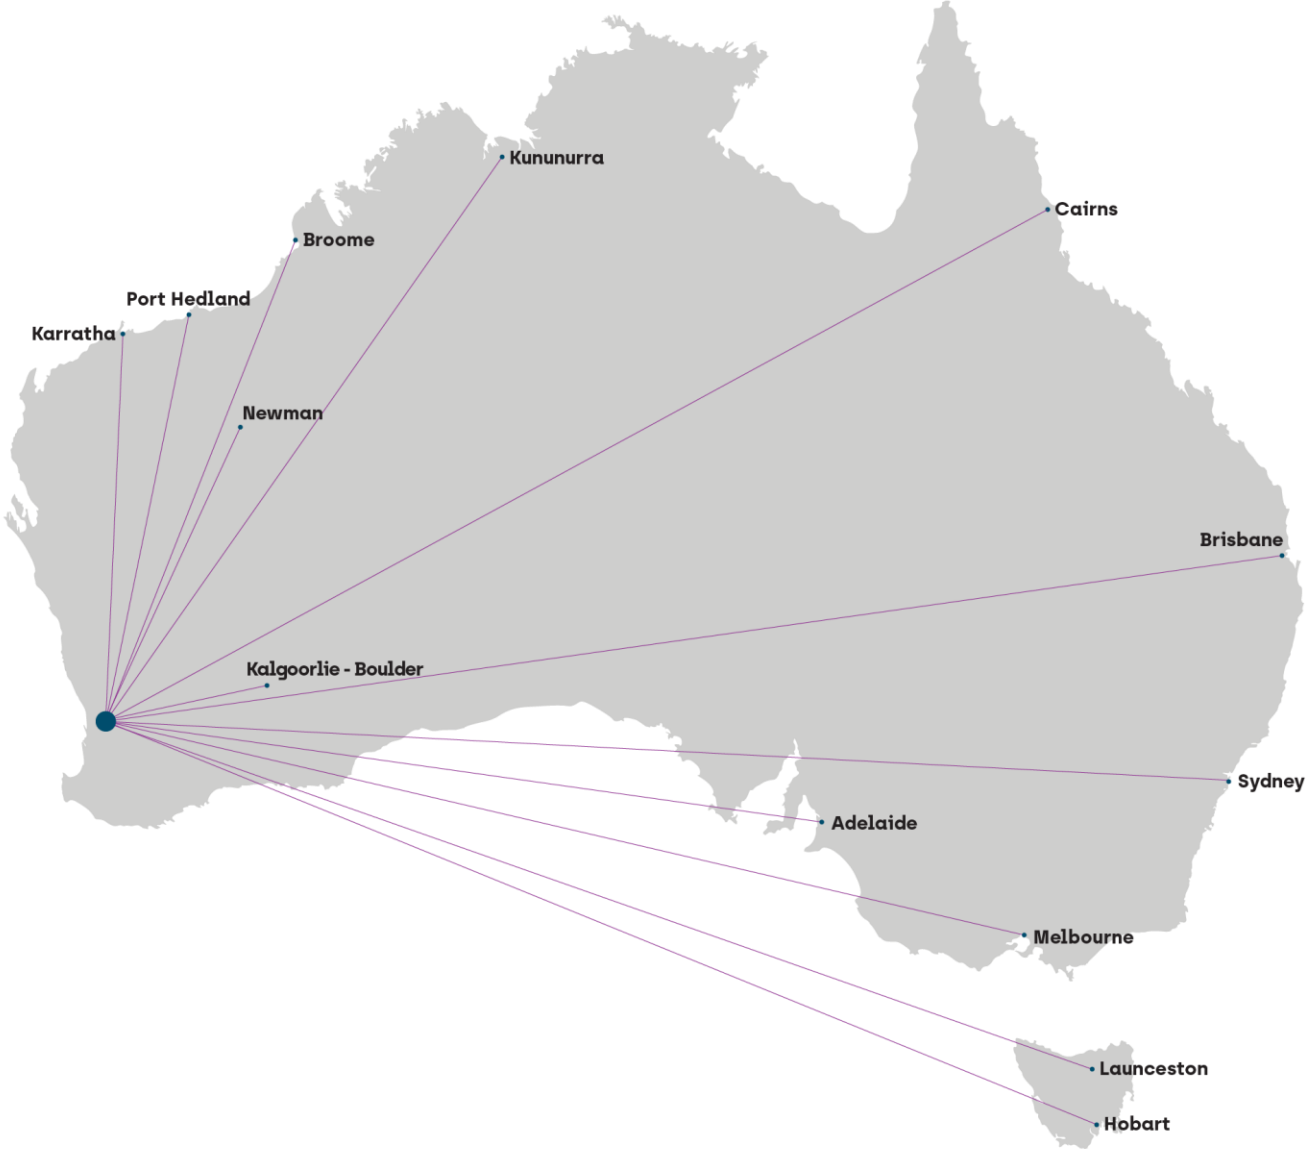 Kununurra
Cairns
Broome
Port Hedland
Karratha
Newman
Brisbane
Kalgoorlie - Boulder
Sydney
Adelaide
Melbourne
Launceston
Hobart